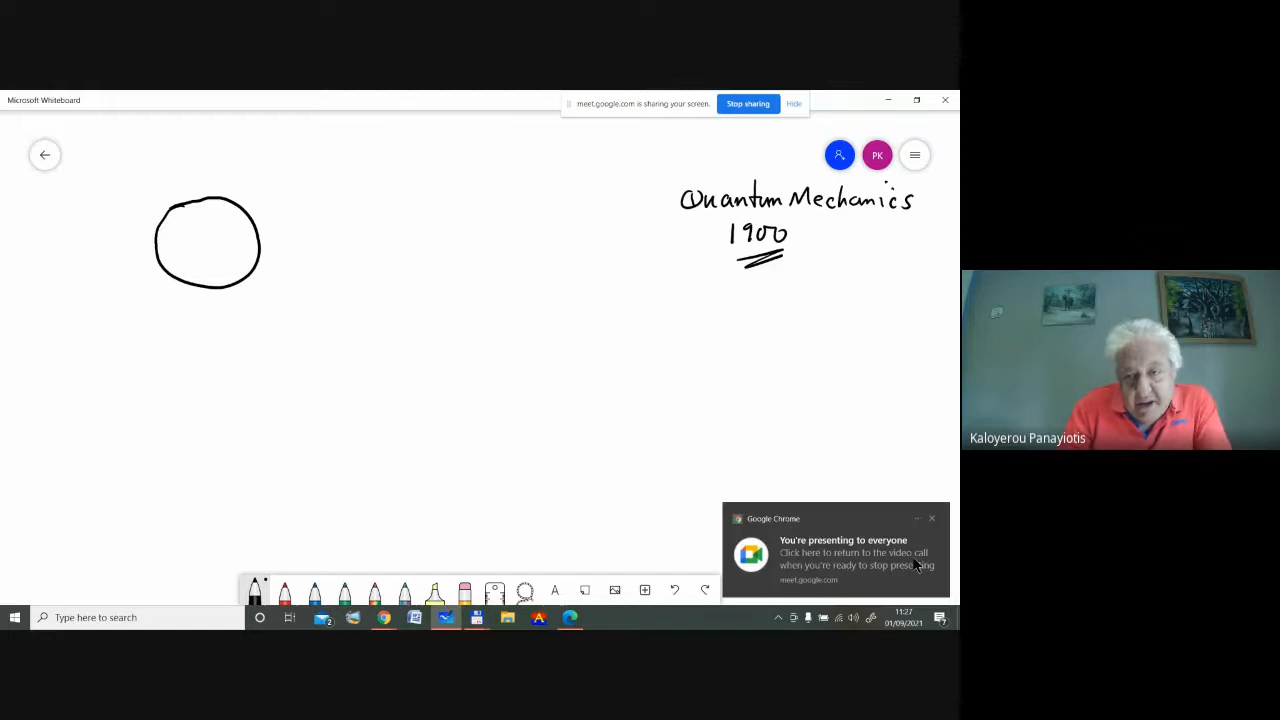 Microsoft Whiteboard
meet.google.com is sharing your screen.
Stop sharing
Hide
PK
Quantum Mechanics
1900
Kaloyerou Panayiotis
Google Chrome
You're presenting to everyone
Click here to return to the video call
when you're ready to stop presenting
meet.google.com
A
Type here to search
2
W
A
11:27
01/09/2021
7